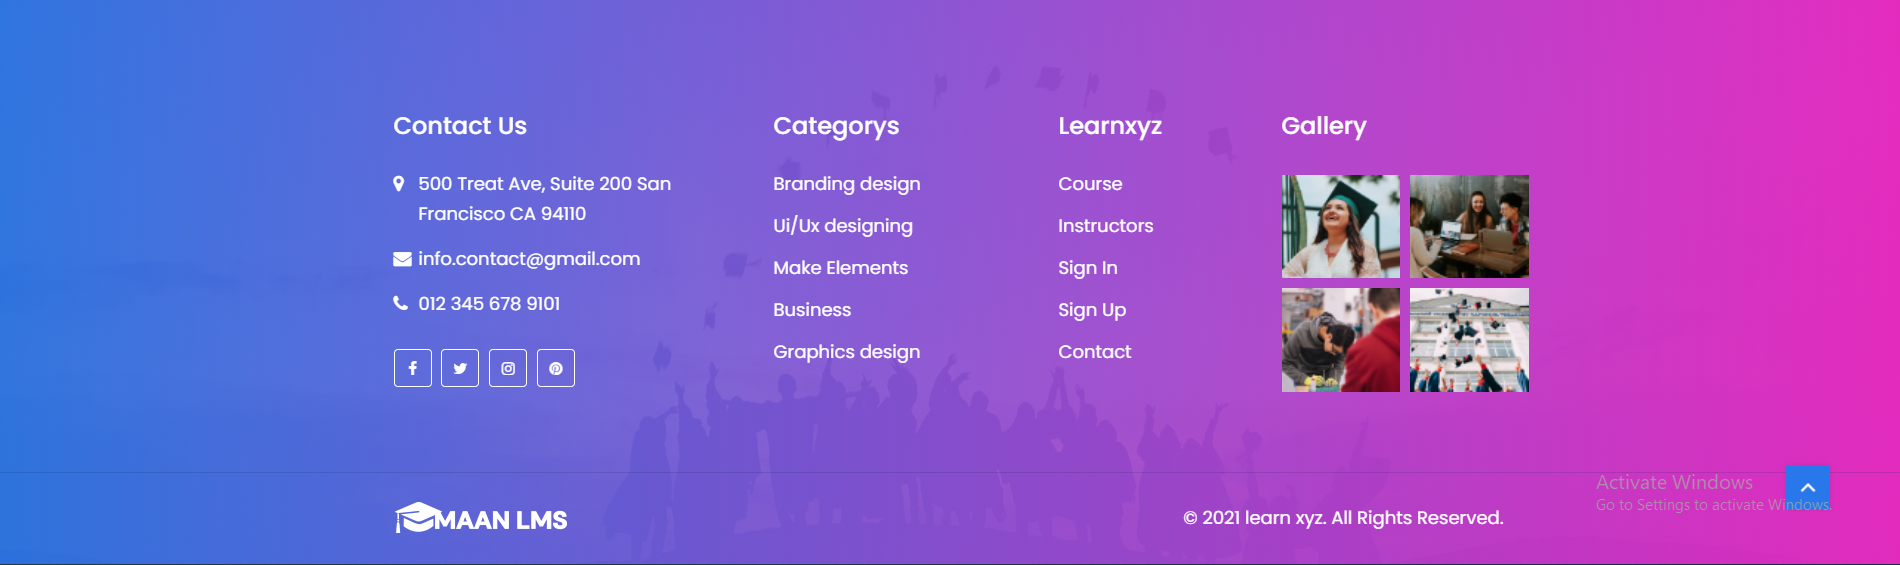 Contact Us
500 Treat Ave, Suite 200 San
Francisco CA 94110
info.contact@gmail.com
012 345 678 9101
Categorys
Branding design
Ui/Ux designing
Make Elements
Business
Graphics design
Learnxyz
Course
Instructors
Sign In
Sign Up
Contact
Gallery
MAAN LMS
© 2021 learn xyz. All Rights Reserved.
Activate Windows
Go to Settings to activate Windows.